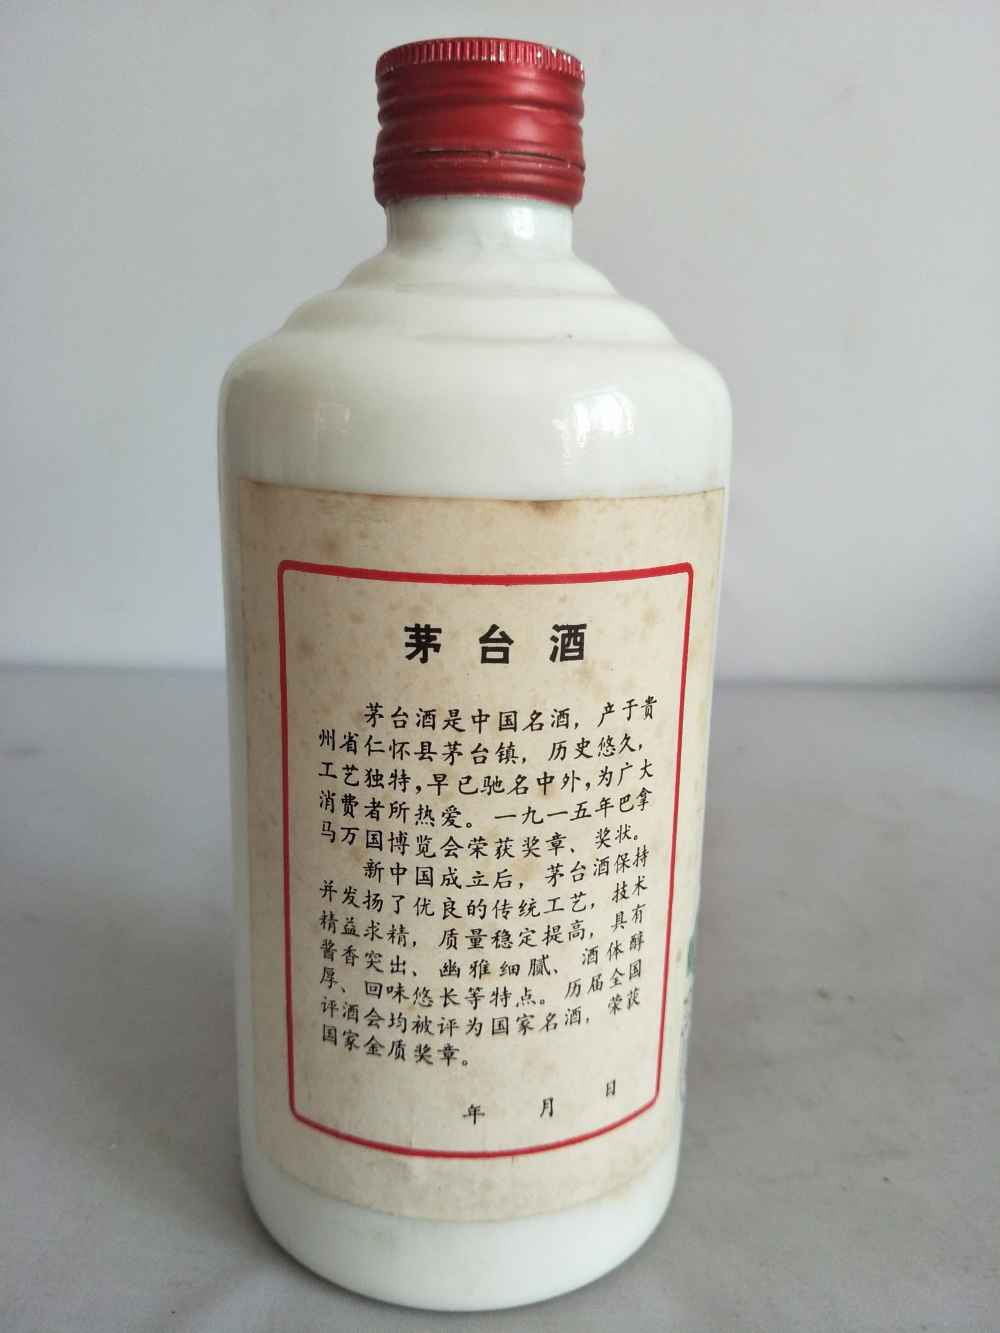 茅台酒
茅台酒是中国名酒，产于贵
州省仁怀县茅台镇，历史悠久，
工艺独特，早已驰名中外，为广大
消费者所热爱。一九一五年巴拿
马万国博览会荣获奖章、奖状。
新中国成立后，茅台酒保持
并发扬了优良的传统工艺，技术
精益求精，质量稳定提高，具有
酱香突出、幽雅细腻、酒体醇
厚、回味悠长等特点。历届全国
评酒会均被评为国家名酒，荣获
国家金质奖章。
年 月 日